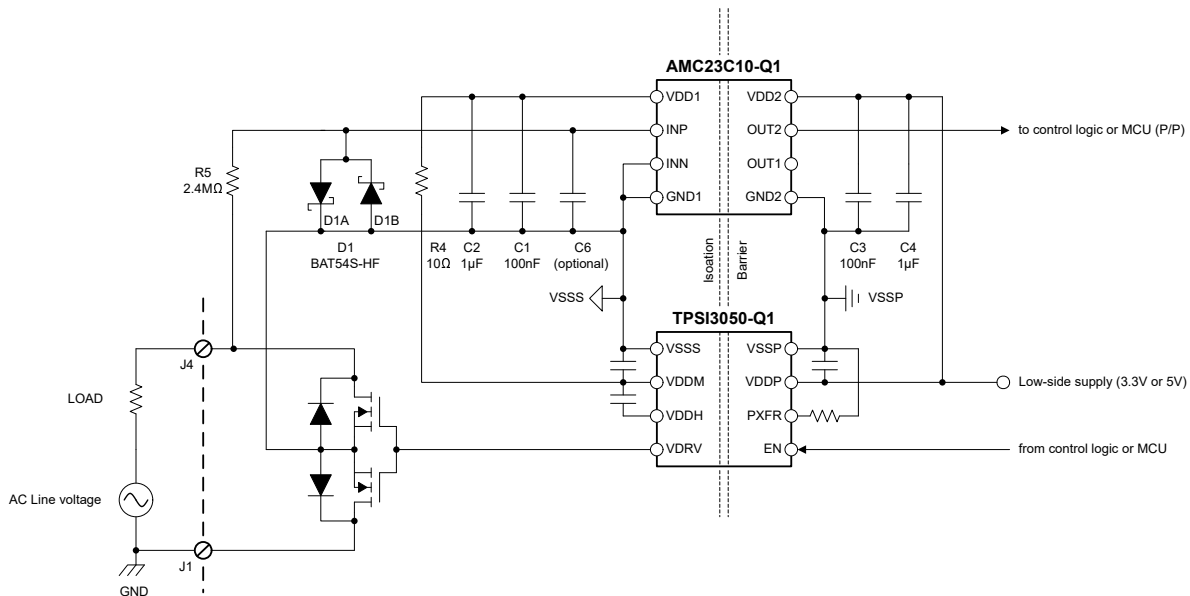 AMC23C10-Q1
VDD1
VDD2
INP
OUT2
to control logic or MCU (P/P)
INN
OUT1
GND1
GND2
R5
2.4MΩ
D1A
D1B
D1
BAT54S-HF
R4
10Ω
C2
1µF
C1
100nF
C6
(optional)
Isoation
Barrier
C3
100nF
C4
1µF
VSSS
VSSP
TPSI3050-Q1
VSSS
VSSP
VDDM
VDDP
Low-side supply (3.3V or 5V)
VDDH
PXFR
VDRV
EN
from control logic or MCU
J4
LOAD
AC Line voltage
J1
GND